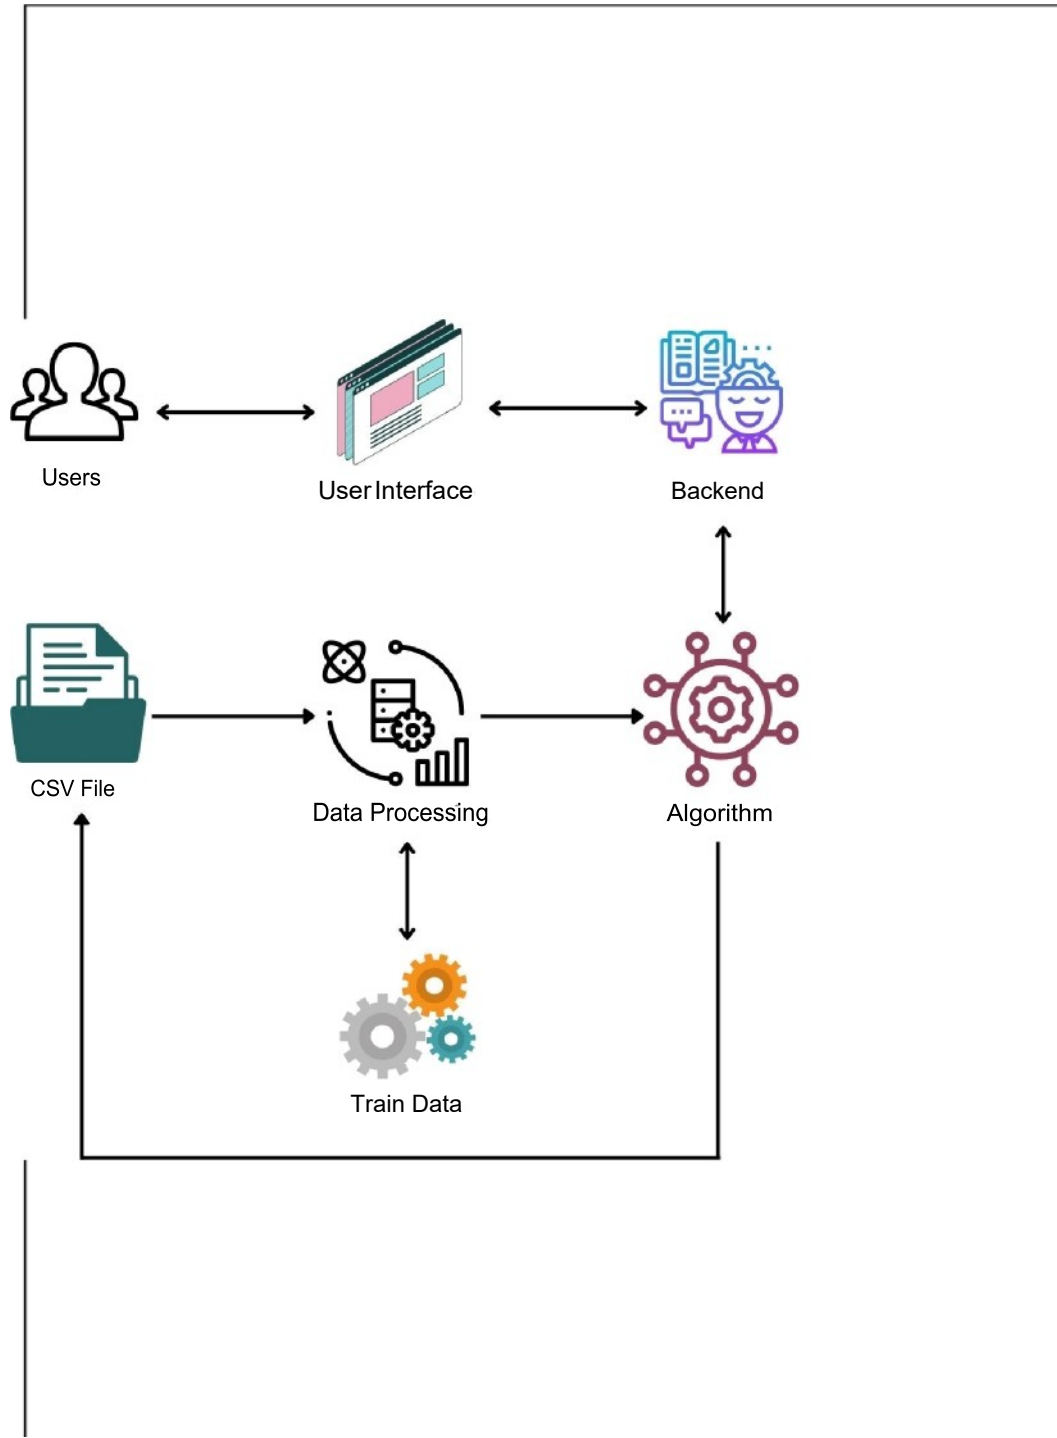 Users
User Interface
Backend
CSV File
Data Processing
Algorithm
Train Data